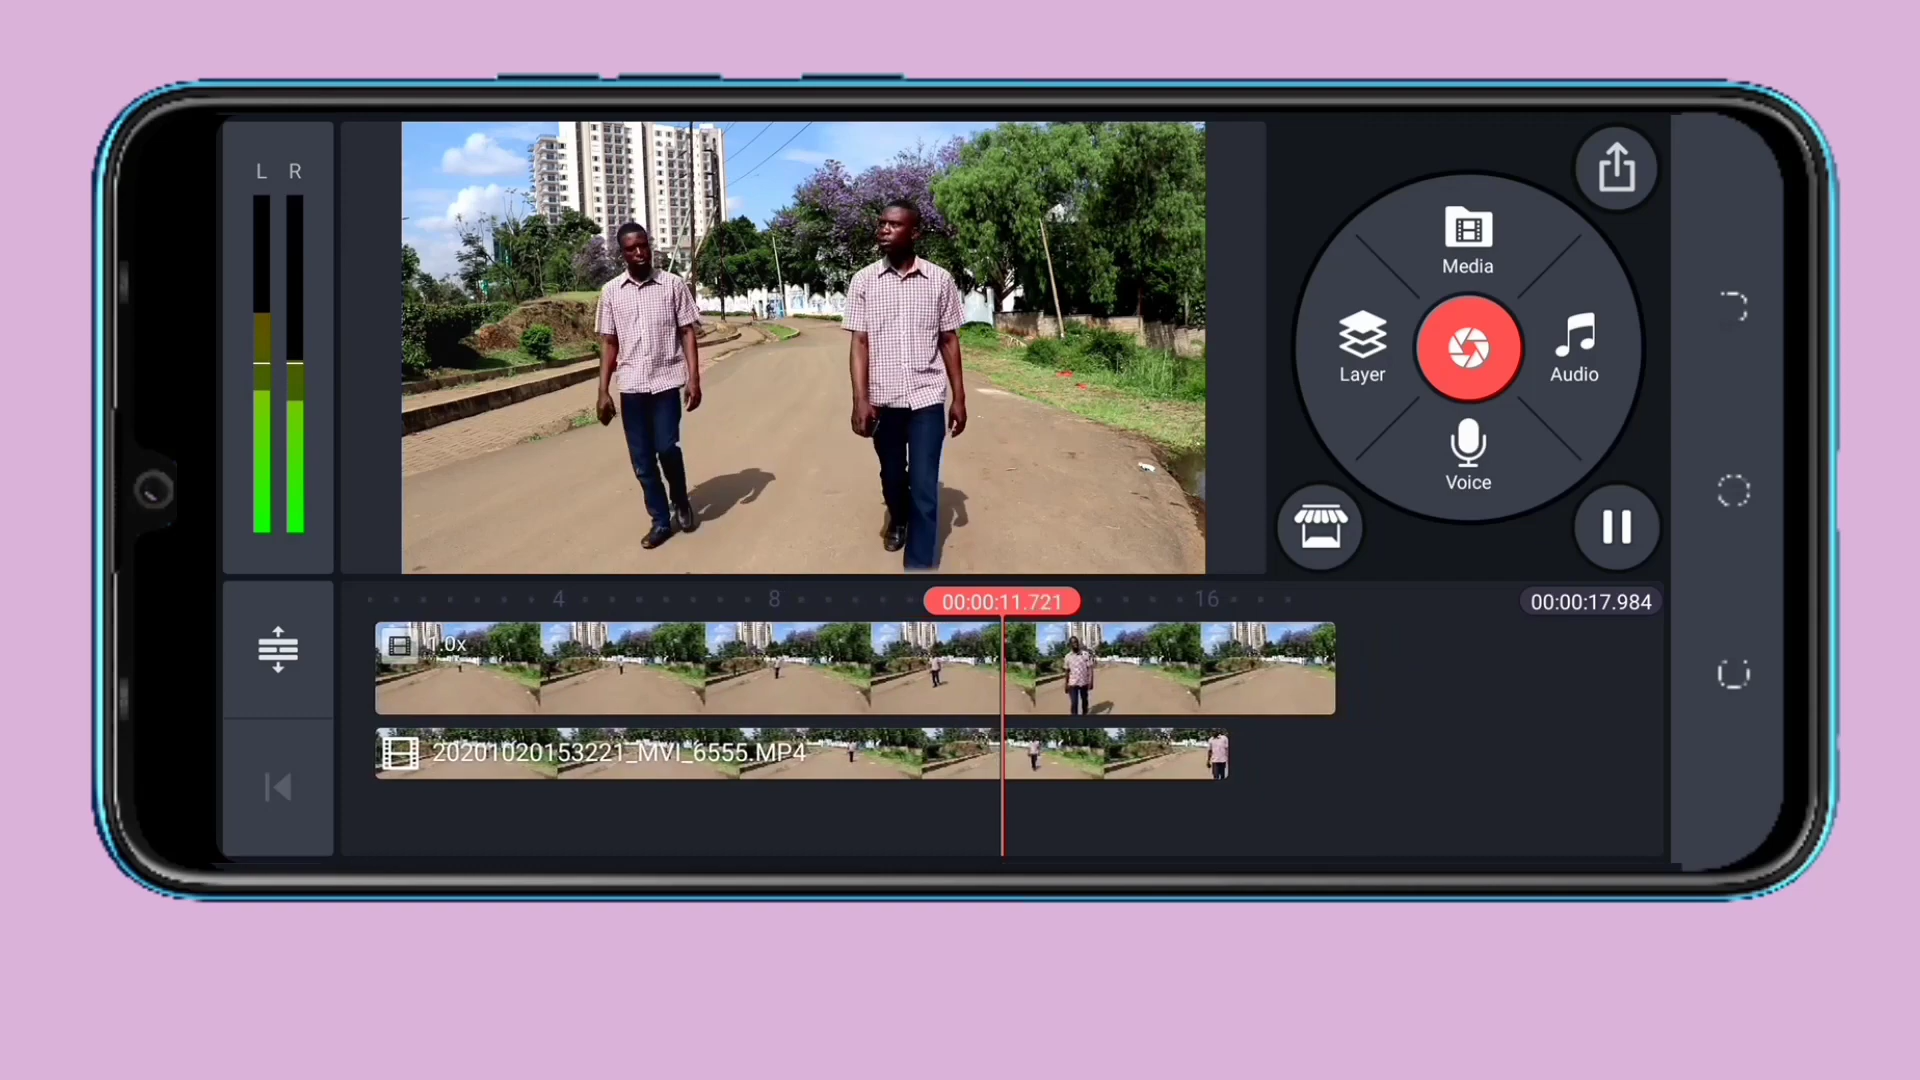 L R
Media
Layer
Audio
Voice
4 8 00:00:11.721 16 00:00:17.984
1.0x
20201020153221_MVI_6555.MP4